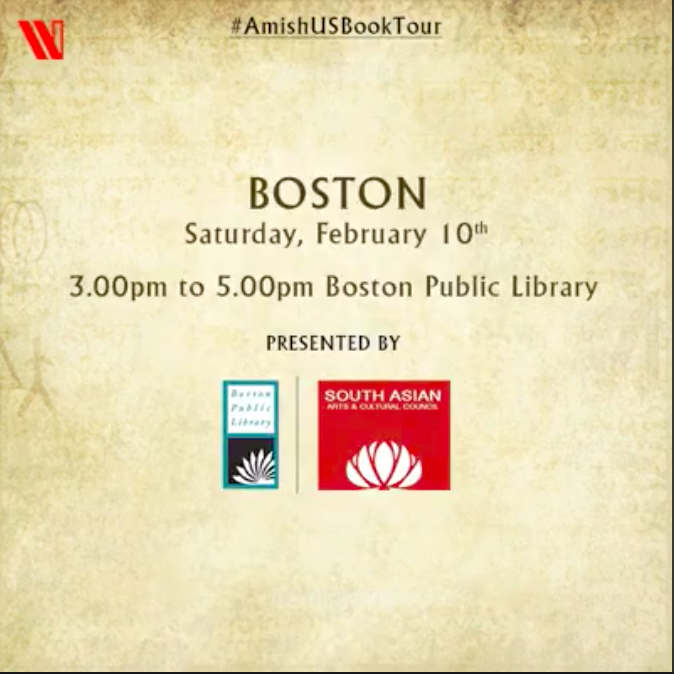 #AmishUSBookTour
BOSTON
Saturday, February 10th
3.00pm to 5.00pm Boston Public Library
PRESENTED BY
Boston
Public
Library
SOUTH ASIAN
ARTS & CULTURAL COUNCIL